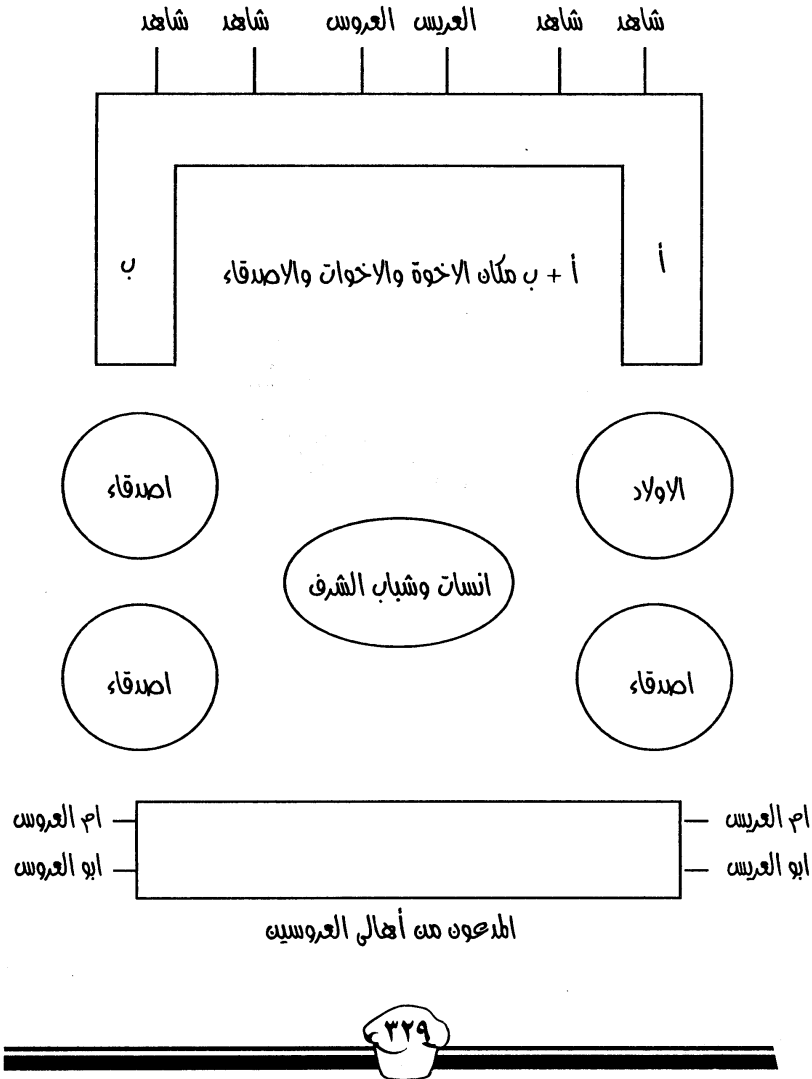 شاهد شاهد العريس العروس شاهد شاهد
أ ب
أ + ب مكان الاخوة والاخوات والاصدقاء
الاولاد اصدقاء
انسات وشباب الشرف
اصدقاء اصدقاء
ام العريس ام العروس
ابو العريس ابو العروس
المدعون من أهالى العروسين
٣٢٩